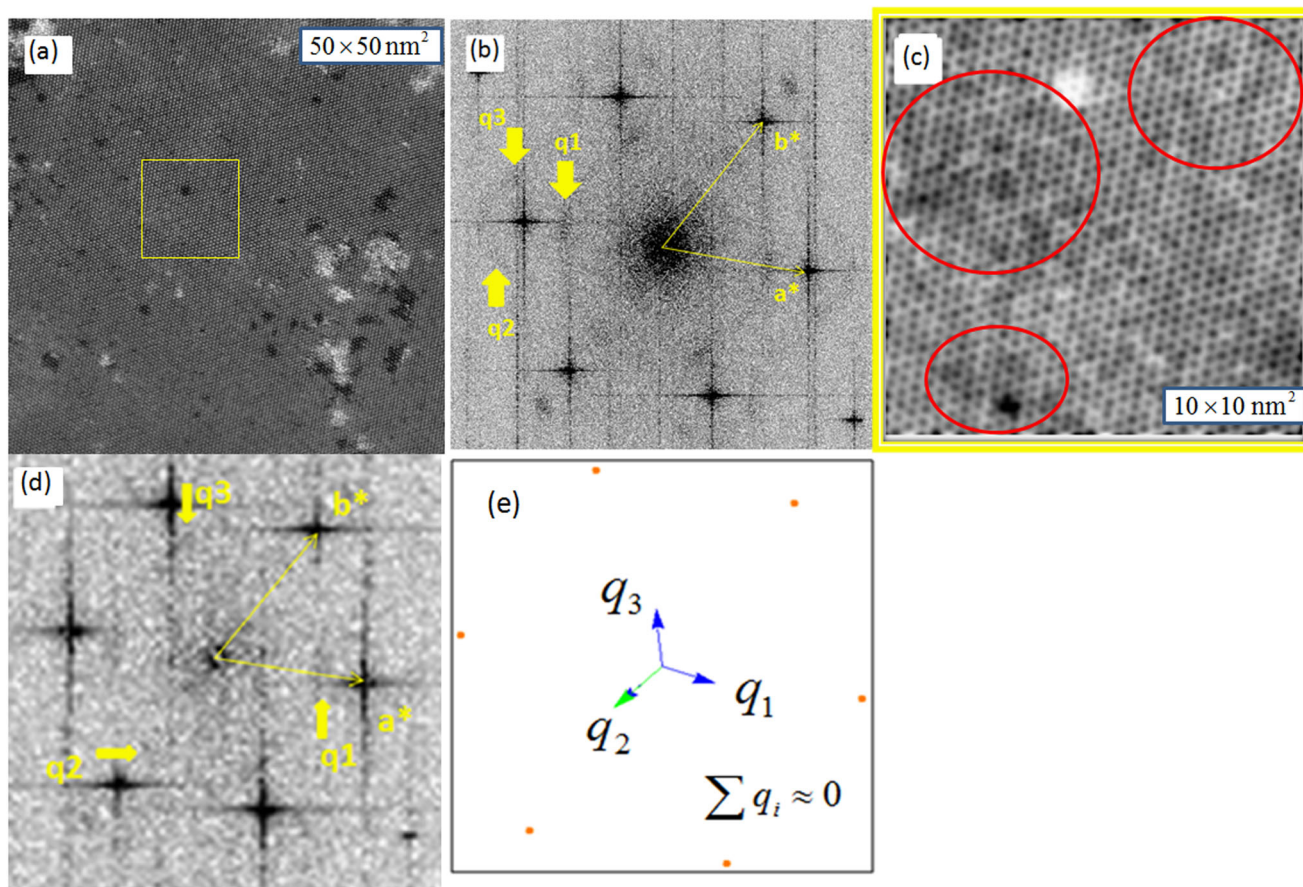 (a)
50 × 50 nm²
(b)
q3
q1
b*
a*
q2
(c)
10 × 10 nm²
(d)
q3
b*
a*
q1
q2
(e)
q₃
q₁
q₂
∑ qᵢ ≈ 0